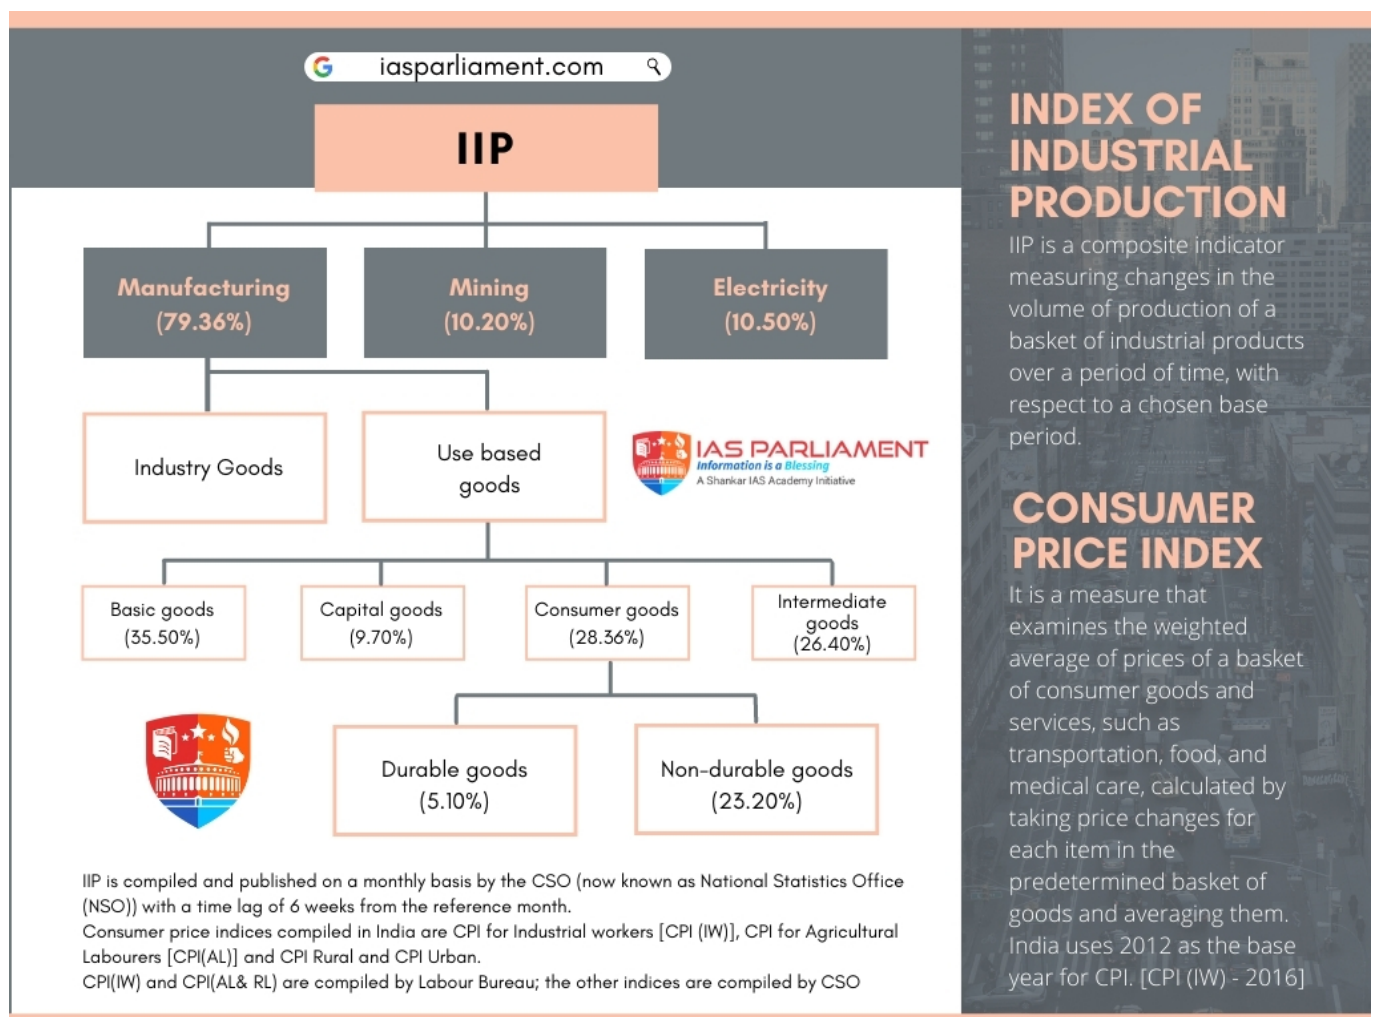 iasparliament.com
IIP
Manufacturing
(79.36%)
Mining
(10.20%)
Electricity
(10.50%)
Industry Goods
Use based
goods
IAS PARLIAMENT
Information is a Blessing
A Shankar IAS Academy Initiative
Basic goods
(35.50%)
Capital goods
(9.70%)
Consumer goods
(28.36%)
Intermediate
goods
(26.40%)
Durable goods
(5.10%)
Non-durable goods
(23.20%)
IIP is compiled and published on a monthly basis by the CSO (now known as National Statistics Office
(NSO)) with a time lag of 6 weeks from the reference month.
Consumer price indices compiled in India are CPI for Industrial workers [CPI (IW)], CPI for Agricultural
Labourers [CPI(AL)] and CPI Rural and CPI Urban.
CPI(IW) and CPI(AL& RL) are compiled by Labour Bureau; the other indices are compiled by CSO
INDEX OF
INDUSTRIAL
PRODUCTION
IIP is a composite indicator
measuring changes in the
volume of production of a
basket of industrial products
over a period of time, with
respect to a chosen base
period.
CONSUMER
PRICE INDEX
It is a measure that
examines the weighted
average of prices of a basket
of consumer goods and
services, such as
transportation, food, and
medical care, calculated by
taking price changes for
each item in the
predetermined basket of
goods and averaging them.
India uses 2012 as the base
year for CPI. [CPI (IW) - 2016]